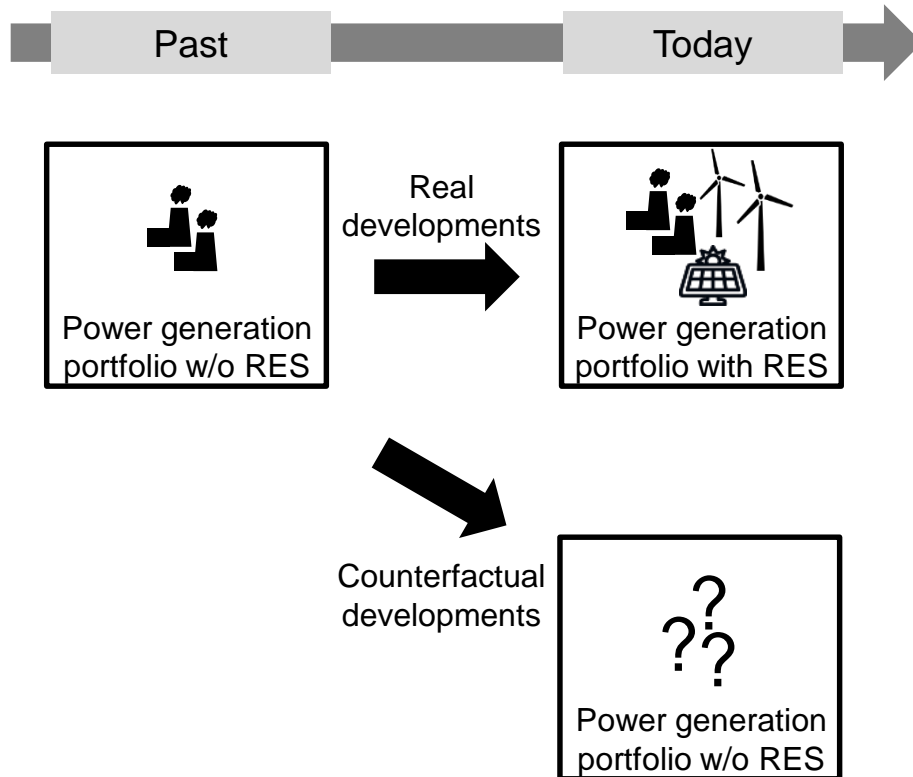 Past
Today
Real
developments
Power generation
portfolio w/o RES
Power generation
portfolio with RES
Counterfactual
developments
?
?
?
Power generation
portfolio w/o RES